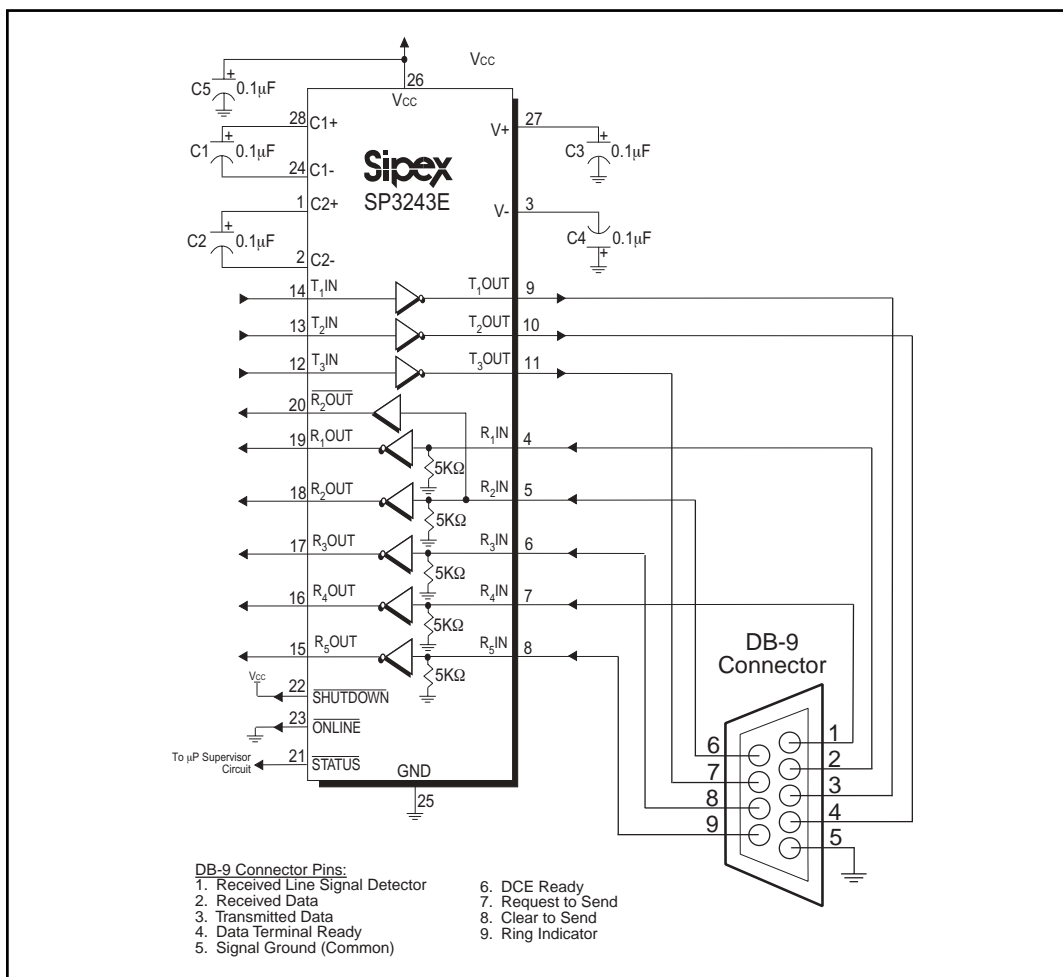 VCC
C5 + 0.1µF
26
VCC
28 C1+
V+ 27
C1 + 0.1µF
C3 + 0.1µF
24 C1-
Sipex
SP3243E
1 C2+
V- 3
C2 + 0.1µF
C4 0.1µF +
2 C2-
14 T1IN T1OUT 9
13 T2IN T2OUT 10
12 T3IN T3OUT 11
20 R2OUT
19 R1OUT R1IN 4
5KΩ
18 R2OUT R2IN 5
5KΩ
17 R3OUT R3IN 6
5KΩ
16 R4OUT R4IN 7
5KΩ
15 R5OUT R5IN 8
5KΩ
VCC
22 SHUTDOWN
23 ONLINE
To µP Supervisor
Circuit
21 STATUS
GND
25
DB-9
Connector
6
7
8
9
1
2
3
4
5
DB-9 Connector Pins:
1. Received Line Signal Detector
2. Received Data
3. Transmitted Data
4. Data Terminal Ready
5. Signal Ground (Common)
6. DCE Ready
7. Request to Send
8. Clear to Send
9. Ring Indicator